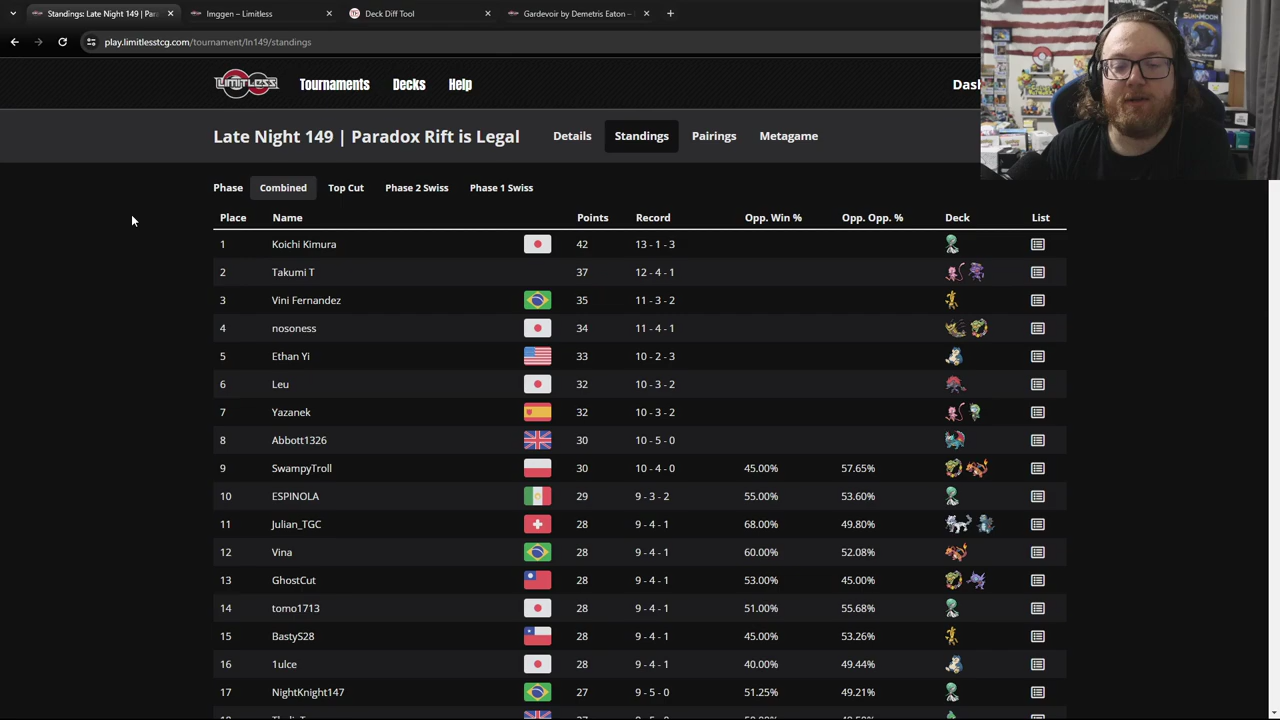 Standings: Late Night 149 | Par
Imggen – Limitless
Deck Diff Tool
Gardevoir by Demetris Eaton –
play.limitlesstcg.com/tournament/ln149/standings
LIMITLESS Tournaments Decks Help Das
Late Night 149 | Paradox Rift is Legal Details Standings Pairings Metagame
Phase Combined Top Cut Phase 2 Swiss Phase 1 Swiss
Place Name Points Record Opp. Win % Opp. Opp. % Deck List
1 Koichi Kimura 42 13 - 1 - 3
2 Takumi T 37 12 - 4 - 1
3 Vini Fernandez 35 11 - 3 - 2
4 nosoness 34 11 - 4 - 1
5 Ethan Yi 33 10 - 2 - 3
6 Leu 32 10 - 3 - 2
7 Yazanek 32 10 - 3 - 2
8 Abbott1326 30 10 - 5 - 0
9 SwampyTroll 30 10 - 4 - 0 45.00% 57.65%
10 ESPINOLA 29 9 - 3 - 2 55.00% 53.60%
11 Julian_TGC 28 9 - 4 - 1 68.00% 49.80%
12 Vina 28 9 - 4 - 1 60.00% 52.08%
13 GhostCut 28 9 - 4 - 1 53.00% 45.00%
14 tomo1713 28 9 - 4 - 1 51.00% 55.68%
15 BastyS28 28 9 - 4 - 1 45.00% 53.26%
16 1ulce 28 9 - 4 - 1 40.00% 49.44%
17 NightKnight147 27 9 - 5 - 0 51.25% 49.21%